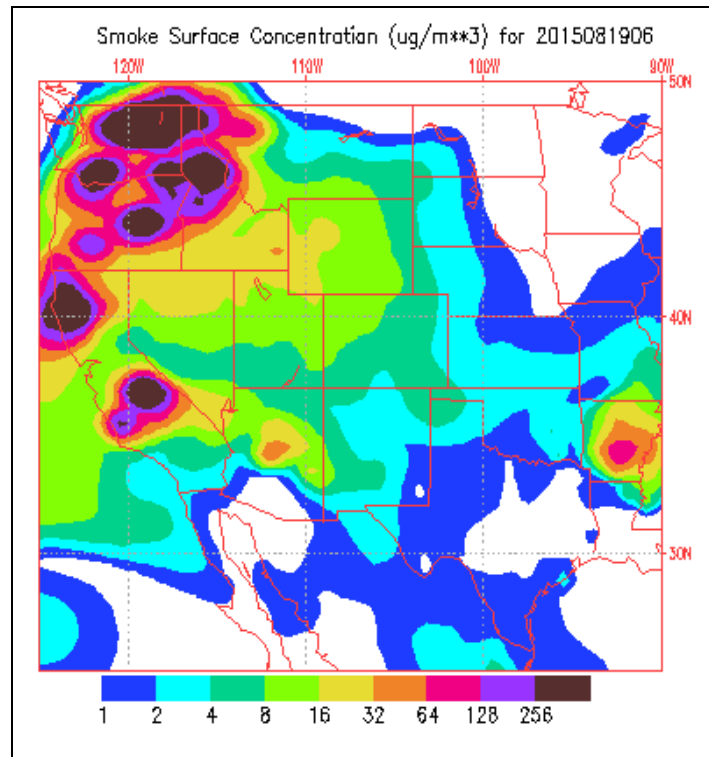 Smoke Surface Concentration (ug/m**3) for 2015081906
120W 110W 100W 90W
50N
40N
30N
1 2 4 8 16 32 64 128 256